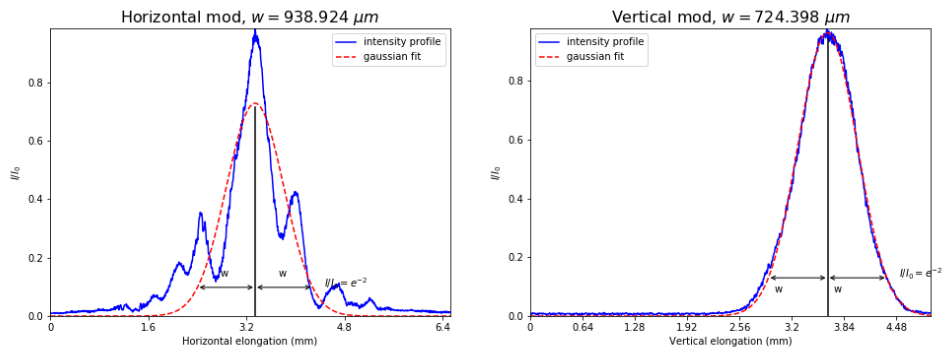 Horizontal mod, w = 938.924 μm
intensity profile
gaussian fit
0.8
0.6
0.4
0.2
0.0
I/I₀
w
w
I/I₀ = e⁻²
0
1.6
3.2
4.8
6.4
Horizontal elongation (mm)
Vertical mod, w = 724.398 μm
intensity profile
gaussian fit
0.8
0.6
0.4
0.2
0.0
I/I₀
w
w
I/I₀ = e⁻²
0
0.64
1.28
1.92
2.56
3.2
3.84
4.48
Vertical elongation (mm)